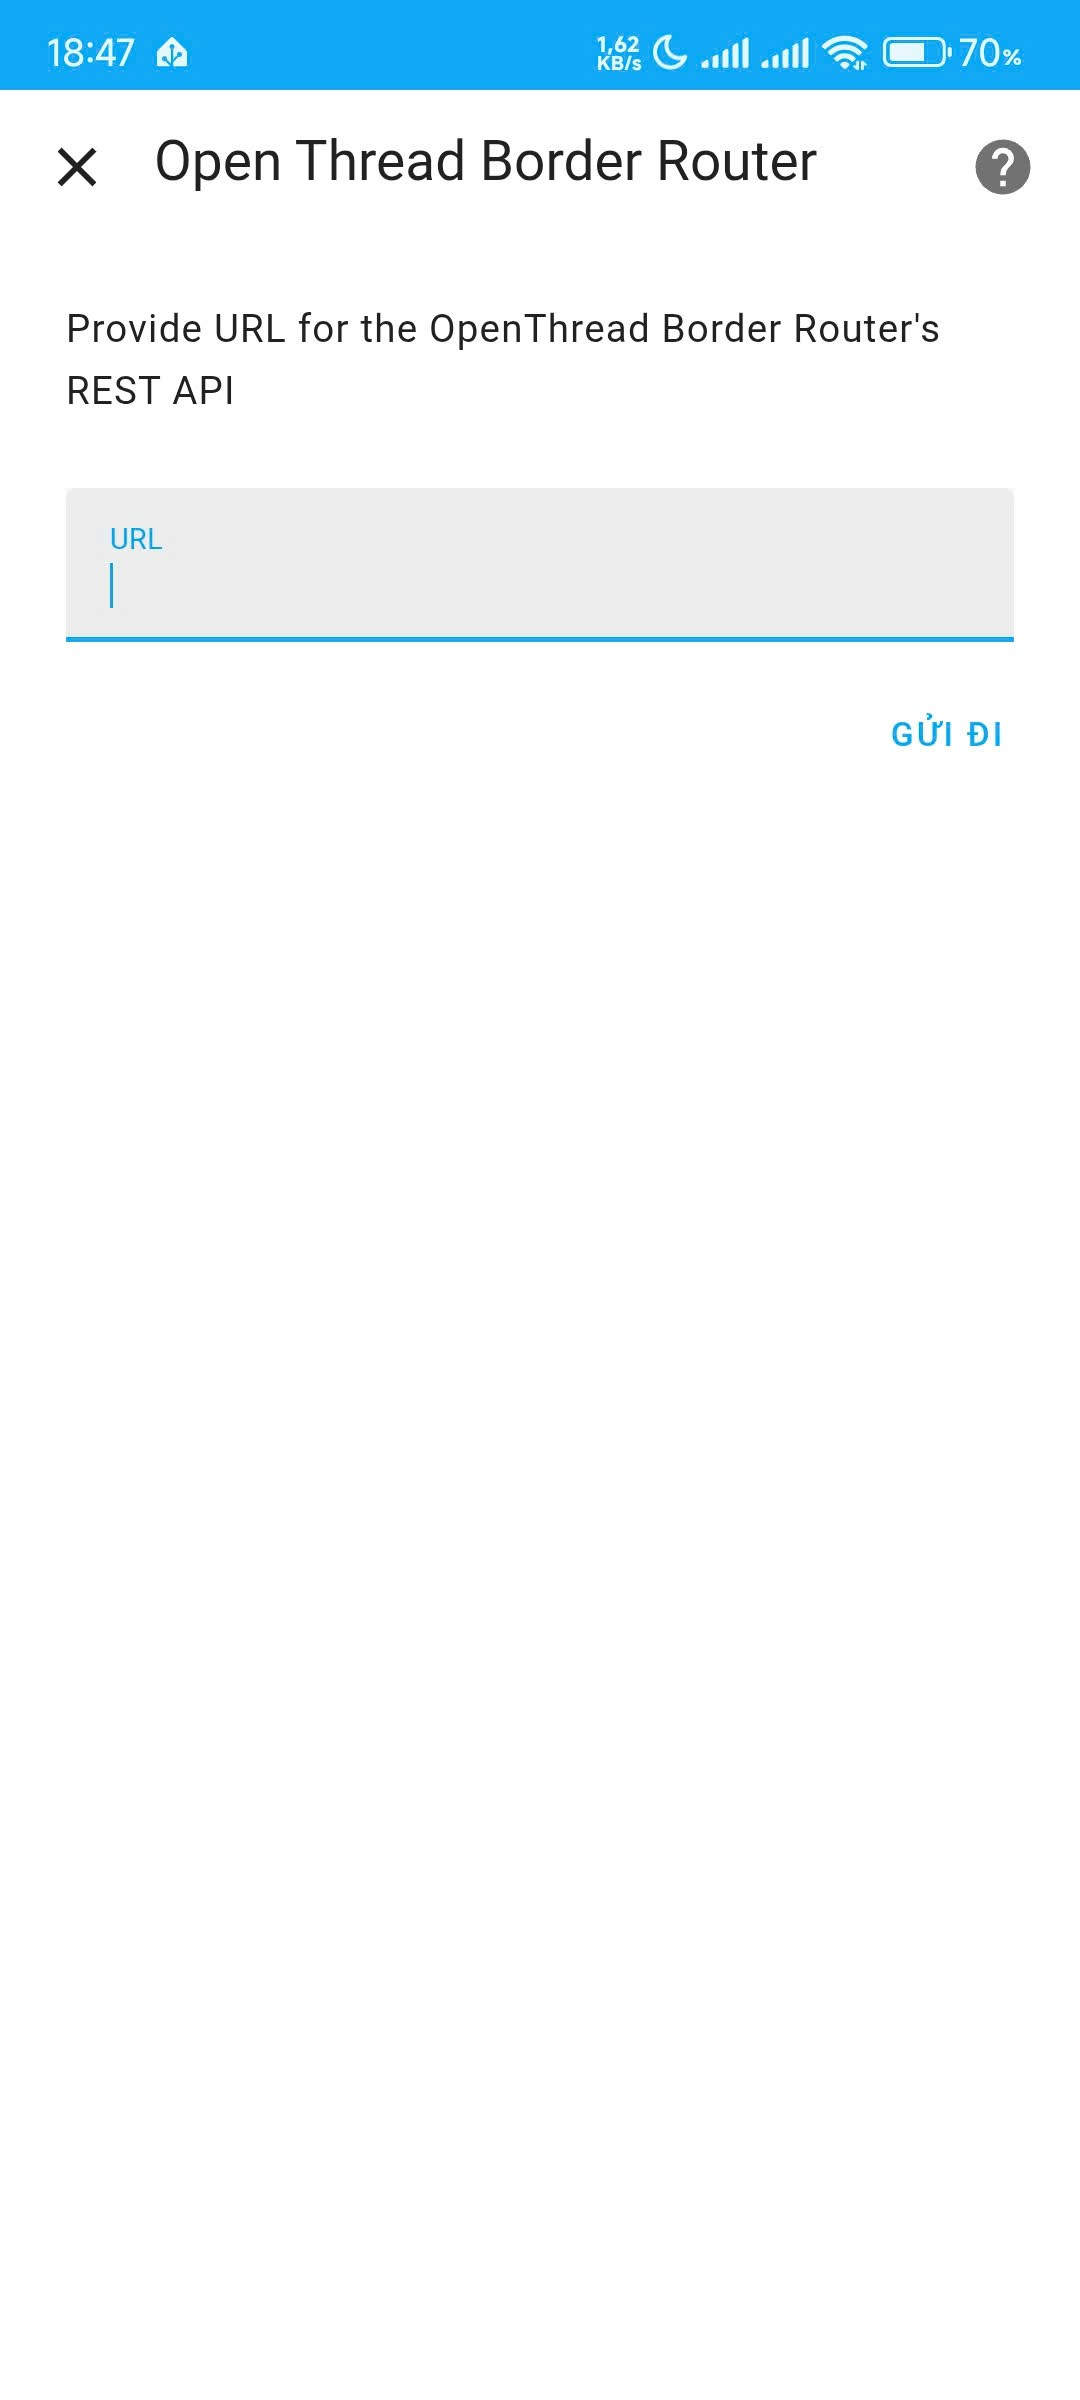 18:47
1,62
KB/s
70%
Open Thread Border Router
Provide URL for the OpenThread Border Router's
REST API
URL
GỬI ĐI